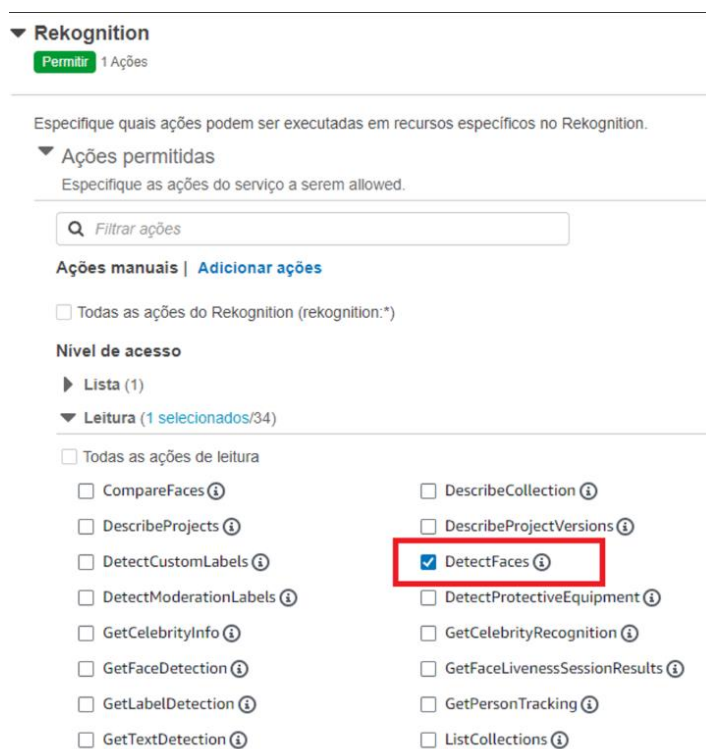 Rekognition
Permitir 1 Ações
Especifique quais ações podem ser executadas em recursos específicos no Rekognition.
Ações permitidas
Especifique as ações do serviço a serem allowed.
Filtrar ações
Ações manuais | Adicionar ações
Todas as ações do Rekognition (rekognition:*)
Nível de acesso
Lista (1)
Leitura (1 selecionados/34)
Todas as ações de leitura
CompareFaces DescribeCollection
DescribeProjects DescribeProjectVersions
DetectCustomLabels DetectFaces
DetectModerationLabels DetectProtectiveEquipment
GetCelebrityInfo GetCelebrityRecognition
GetFaceDetection GetFaceLivenessSessionResults
GetLabelDetection GetPersonTracking
GetTextDetection ListCollections